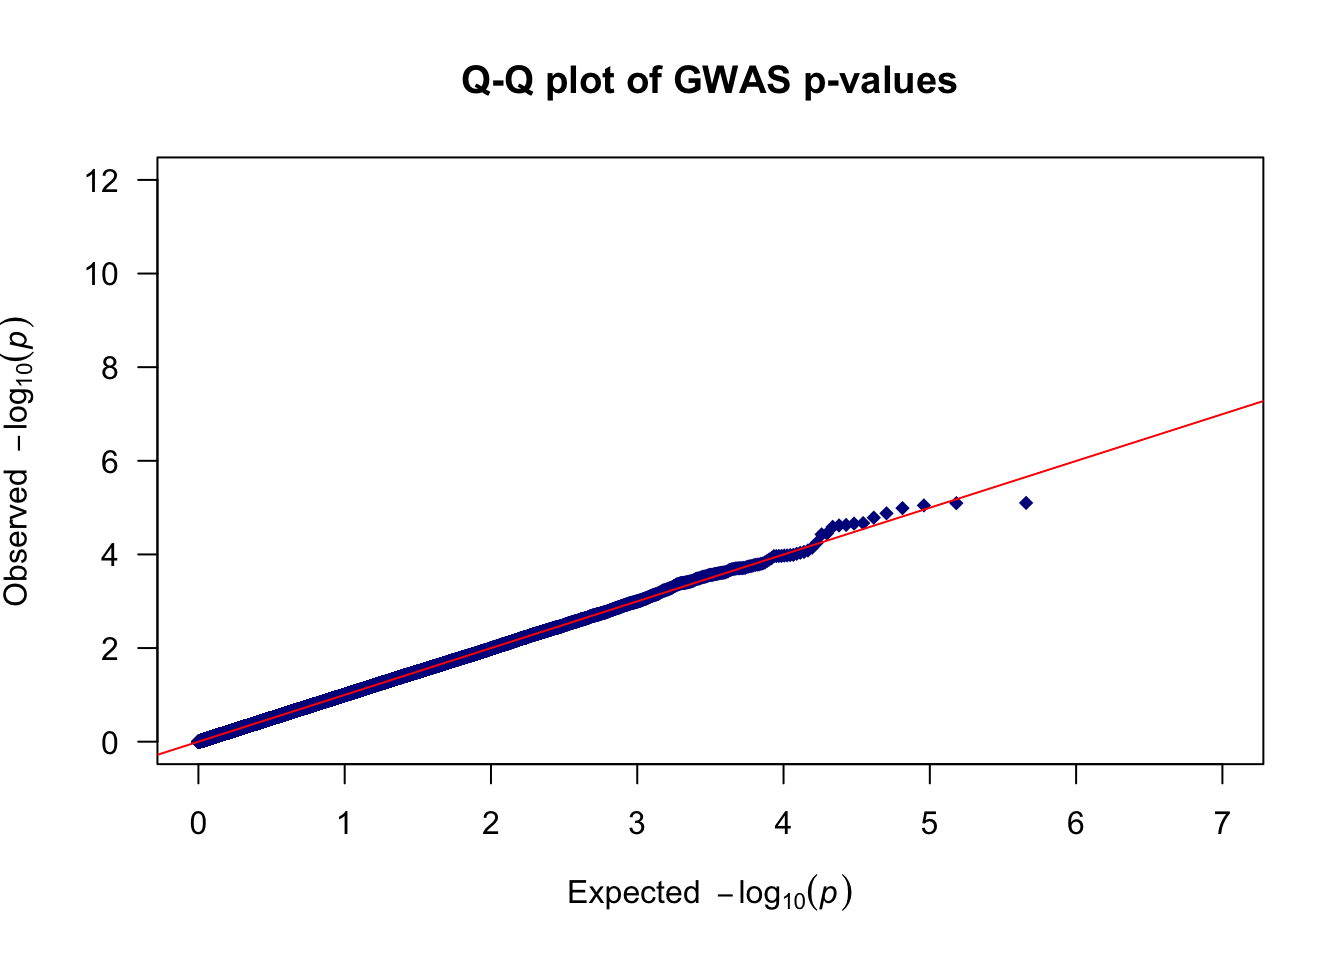 Q-Q plot of GWAS p-values
12
10
8
6
4
2
0
Observed −log10(p)
0 1 2 3 4 5 6 7
Expected −log10(p)